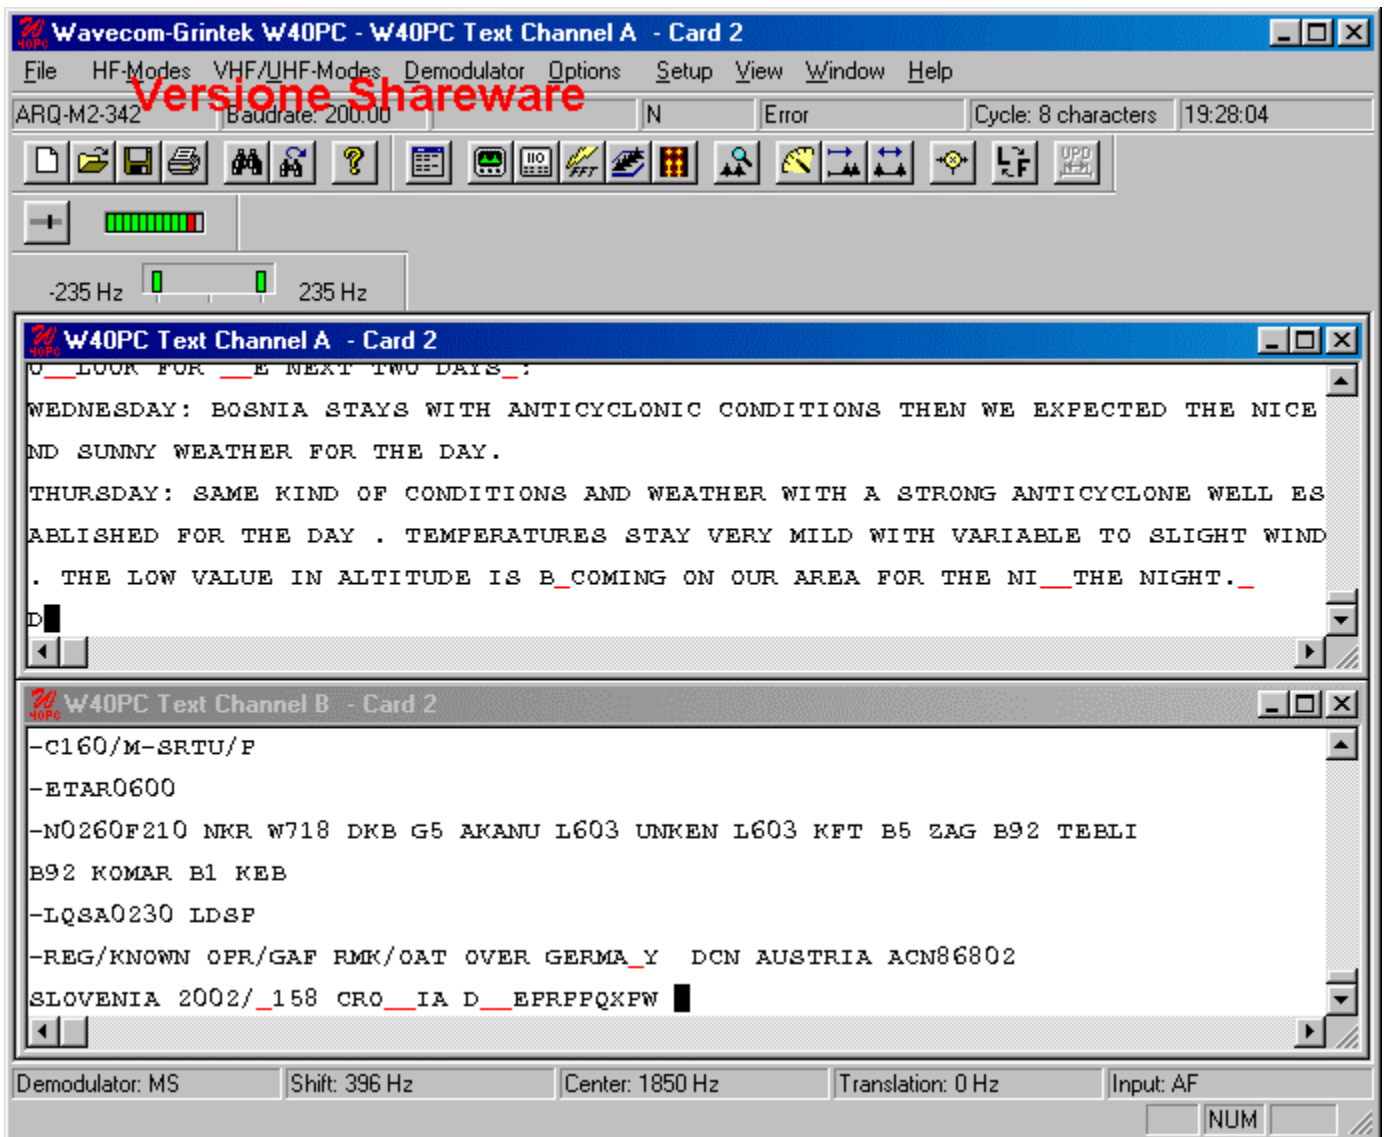 Wavecom-Grintek W40PC - W40PC Text Channel A - Card 2
File HF-Modes VHF/UHF-Modes Demodulator Options Setup View Window Help
Versione Shareware
ARQ-M2-342 Baudrate: 200.00 N Error Cycle: 8 characters 19:28:04
-235 Hz 235 Hz
W40PC Text Channel A - Card 2
O__LOOK FOR __E NEXT TWO DAYS_:
WEDNESDAY: BOSNIA STAYS WITH ANTICYCLONIC CONDITIONS THEN WE EXPECTED THE NICE
ND SUNNY WEATHER FOR THE DAY.
THURSDAY: SAME KIND OF CONDITIONS AND WEATHER WITH A STRONG ANTICYCLONE WELL ES
ABLISHED FOR THE DAY . TEMPERATURES STAY VERY MILD WITH VARIABLE TO SLIGHT WIND
. THE LOW VALUE IN ALTITUDE IS B_COMING ON OUR AREA FOR THE NI__THE NIGHT._
D
W40PC Text Channel B - Card 2
-C160/M-SRTU/P
-ETAR0600
-N0260F210 NKR W718 DKB G5 AKANU L603 UNKEN L603 KFT B5 ZAG B92 TEBLI
B92 KOMAR B1 KEB
-LQSA0230 LDSP
-REG/KNOWN OPR/GAF RMK/OAT OVER GERMA_Y DCN AUSTRIA ACN86802
SLOVENIA 2002/_158 CRO__IA D__EPRPFQXPW
Demodulator: MS Shift: 396 Hz Center: 1850 Hz Translation: 0 Hz Input: AF
NUM